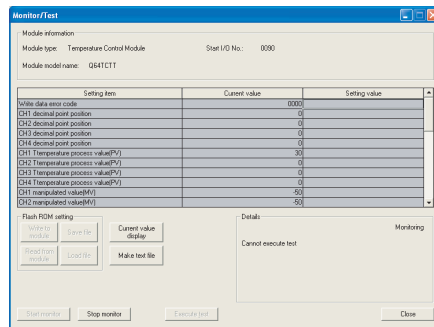 Monitor/Test
Module information
Module type: Temperature Control Module Start I/O No.: 0090
Module model name: Q64TCTT
Setting item Current value Setting value
Write data error code 0000
CH1 decimal point position 0
CH2 decimal point position 0
CH3 decimal point position 0
CH4 decimal point position 0
CH1 Ttemperature process value(PV) 30
CH2 Ttemperature process value(PV) 0
CH3 Ttemperature process value(PV) 0
CH4 Ttemperature process value(PV) 0
CH1 manipulated value(MV) -50
CH2 manipulated value(MV) -50
Flash ROM setting
Write to module
Save file
Current value display
Read from module
Load file
Make text file
Details
Monitoring
Cannot execute test
Start monitor
Stop monitor
Execute test
Close